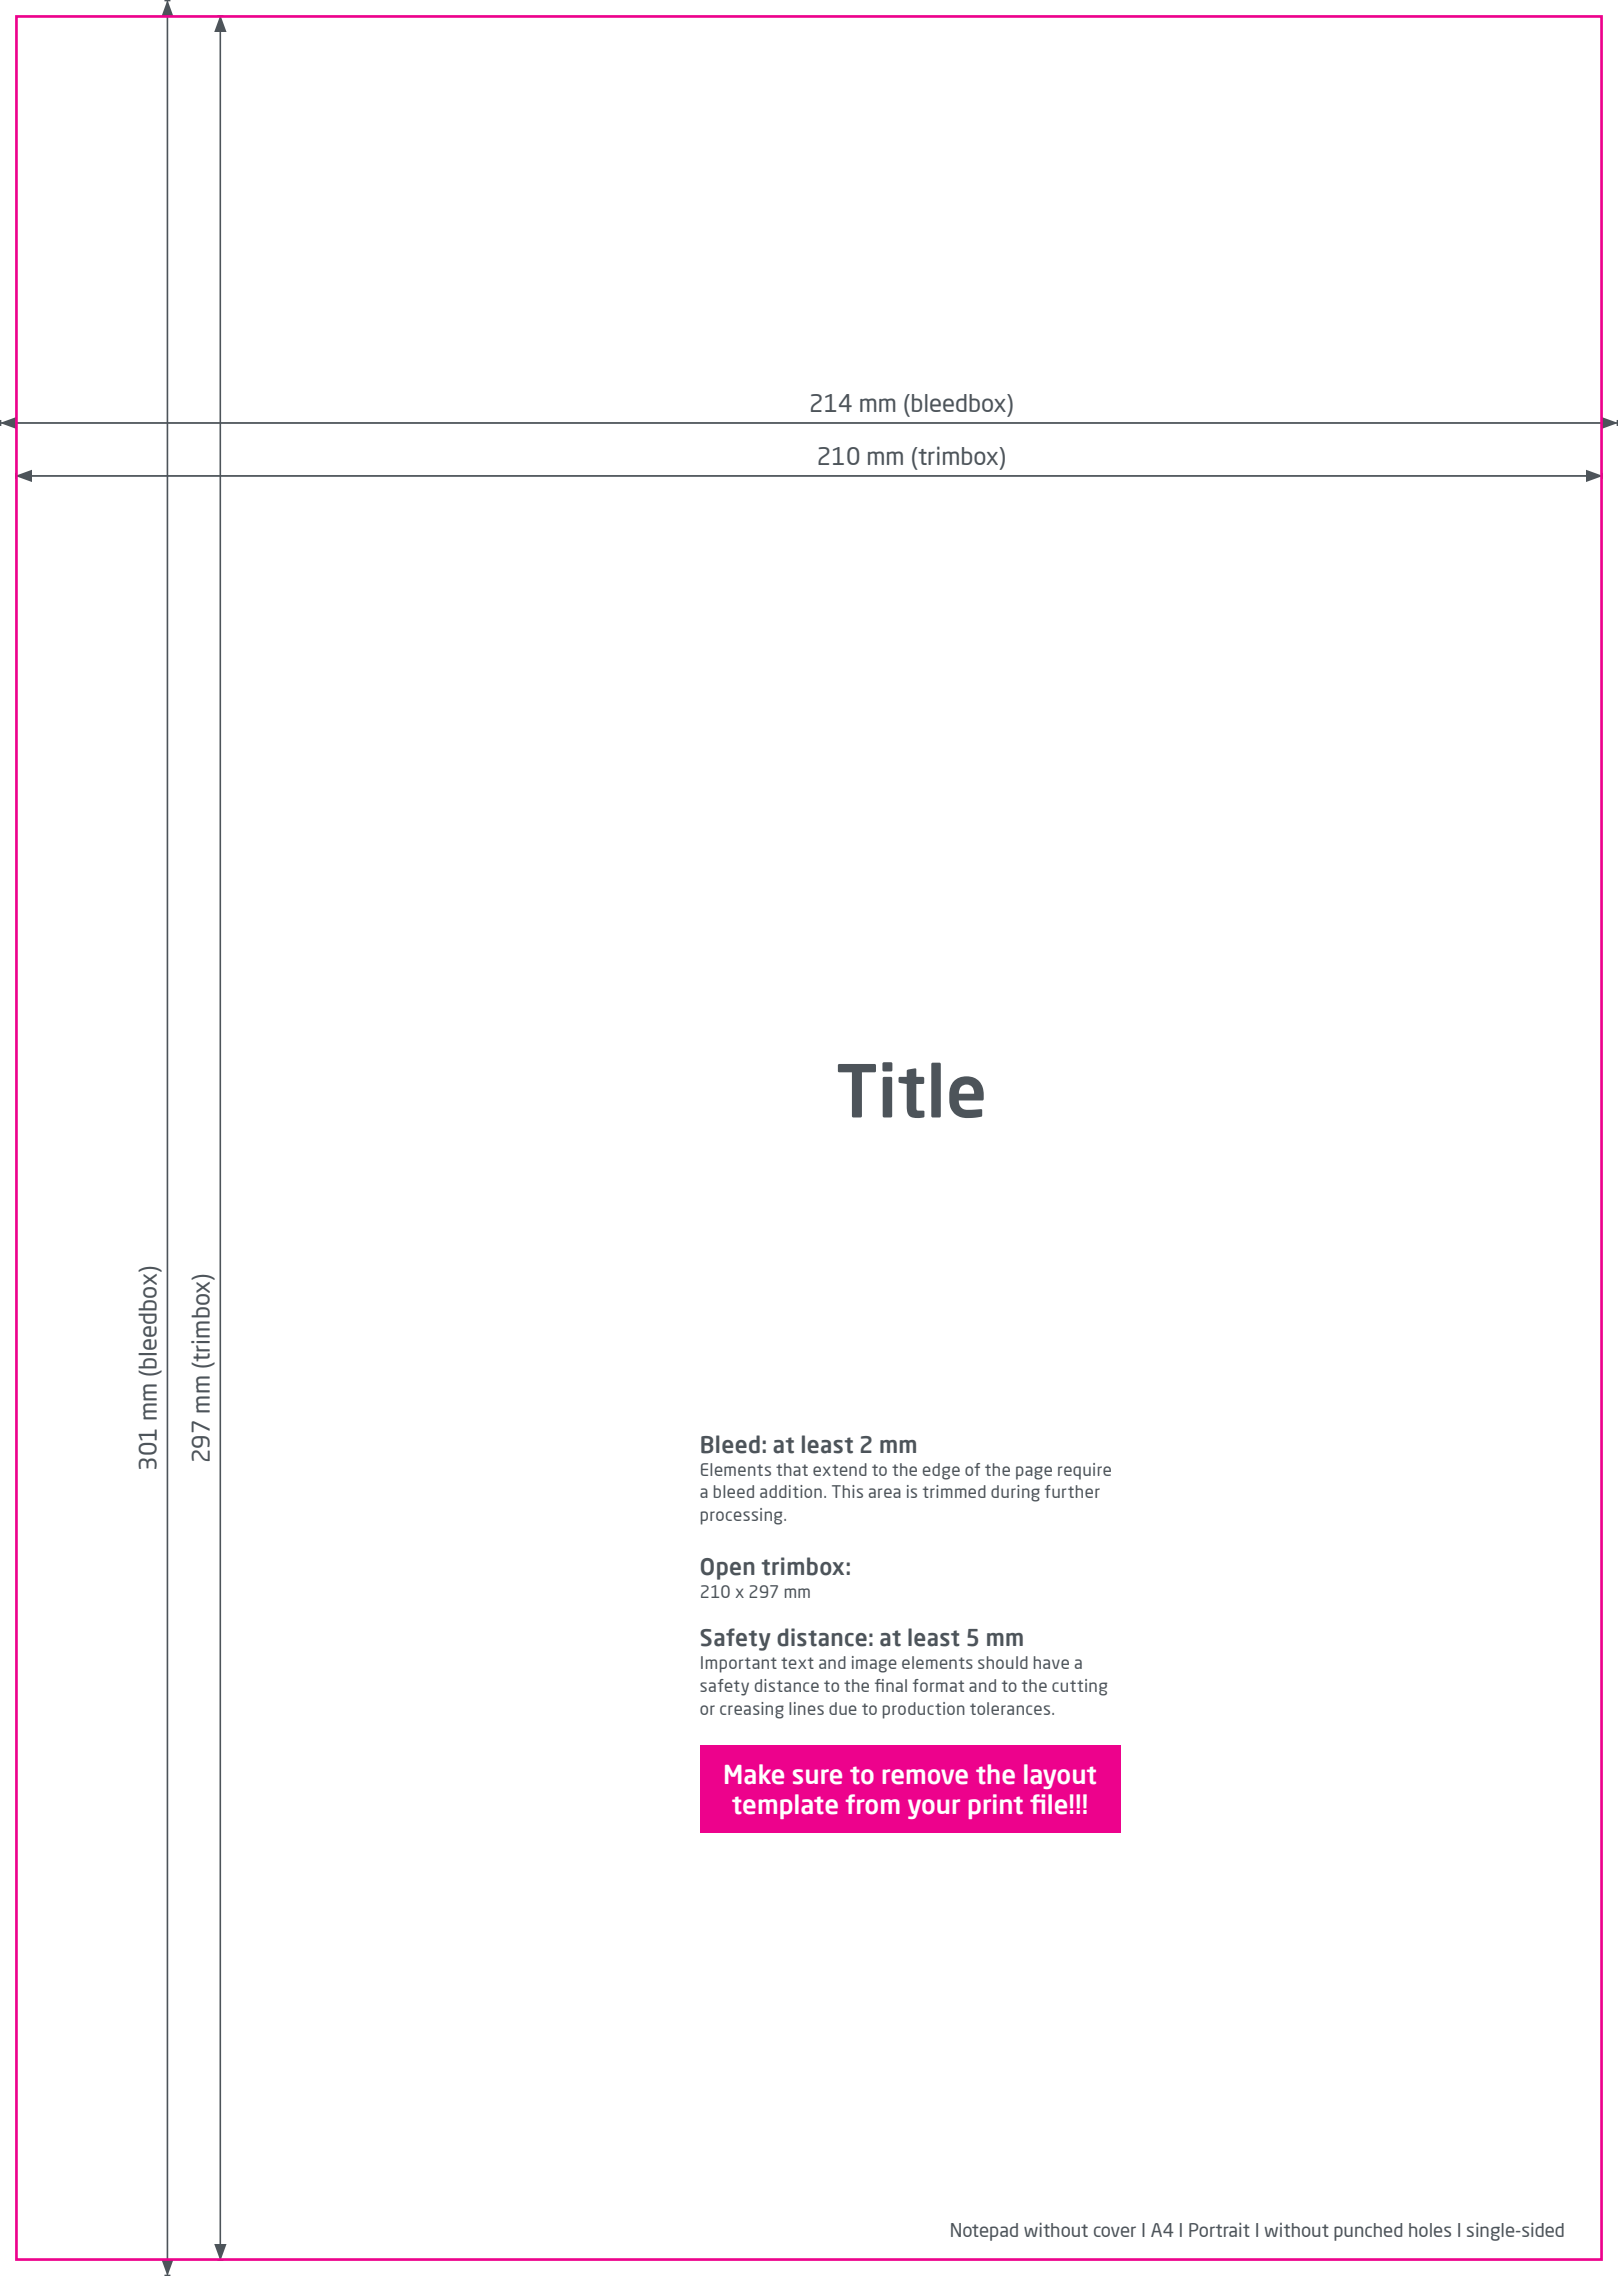 214 mm (bleedbox)
210 mm (trimbox)
Title
301 mm (bleedbox)
297 mm (trimbox)
Bleed: at least 2 mm
Elements that extend to the edge of the page require
a bleed addition. This area is trimmed during further
processing.
Open trimbox:
210 x 297 mm
Safety distance: at least 5 mm
Important text and image elements should have a
safety distance to the final format and to the cutting
or creasing lines due to production tolerances.
Make sure to remove the layout
template from your print file!!!
Notepad without cover I A4 I Portrait I without punched holes I single-sided